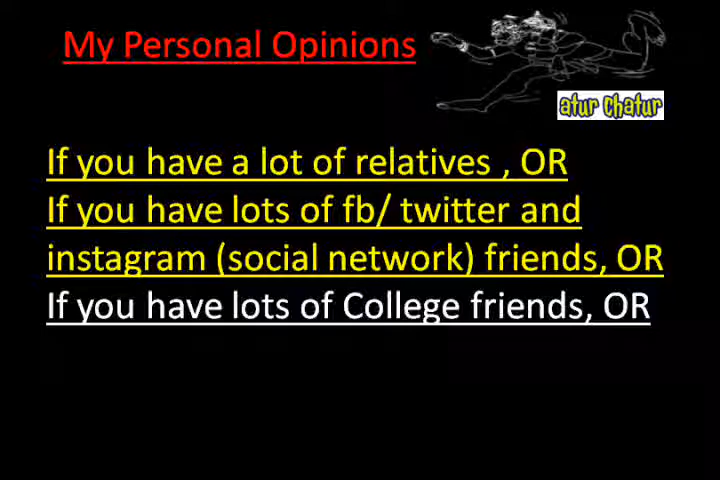 My Personal Opinions
atur chatur
If you have a lot of relatives , OR
If you have lots of fb/ twitter and
instagram (social network) friends, OR
If you have lots of College friends, OR